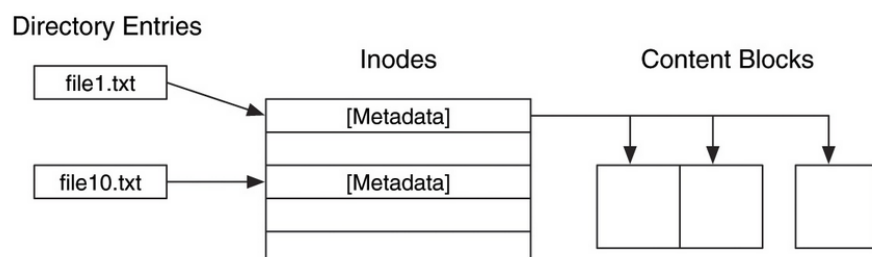 Directory Entries
Inodes
Content Blocks
file1.txt
[Metadata]
file10.txt
[Metadata]